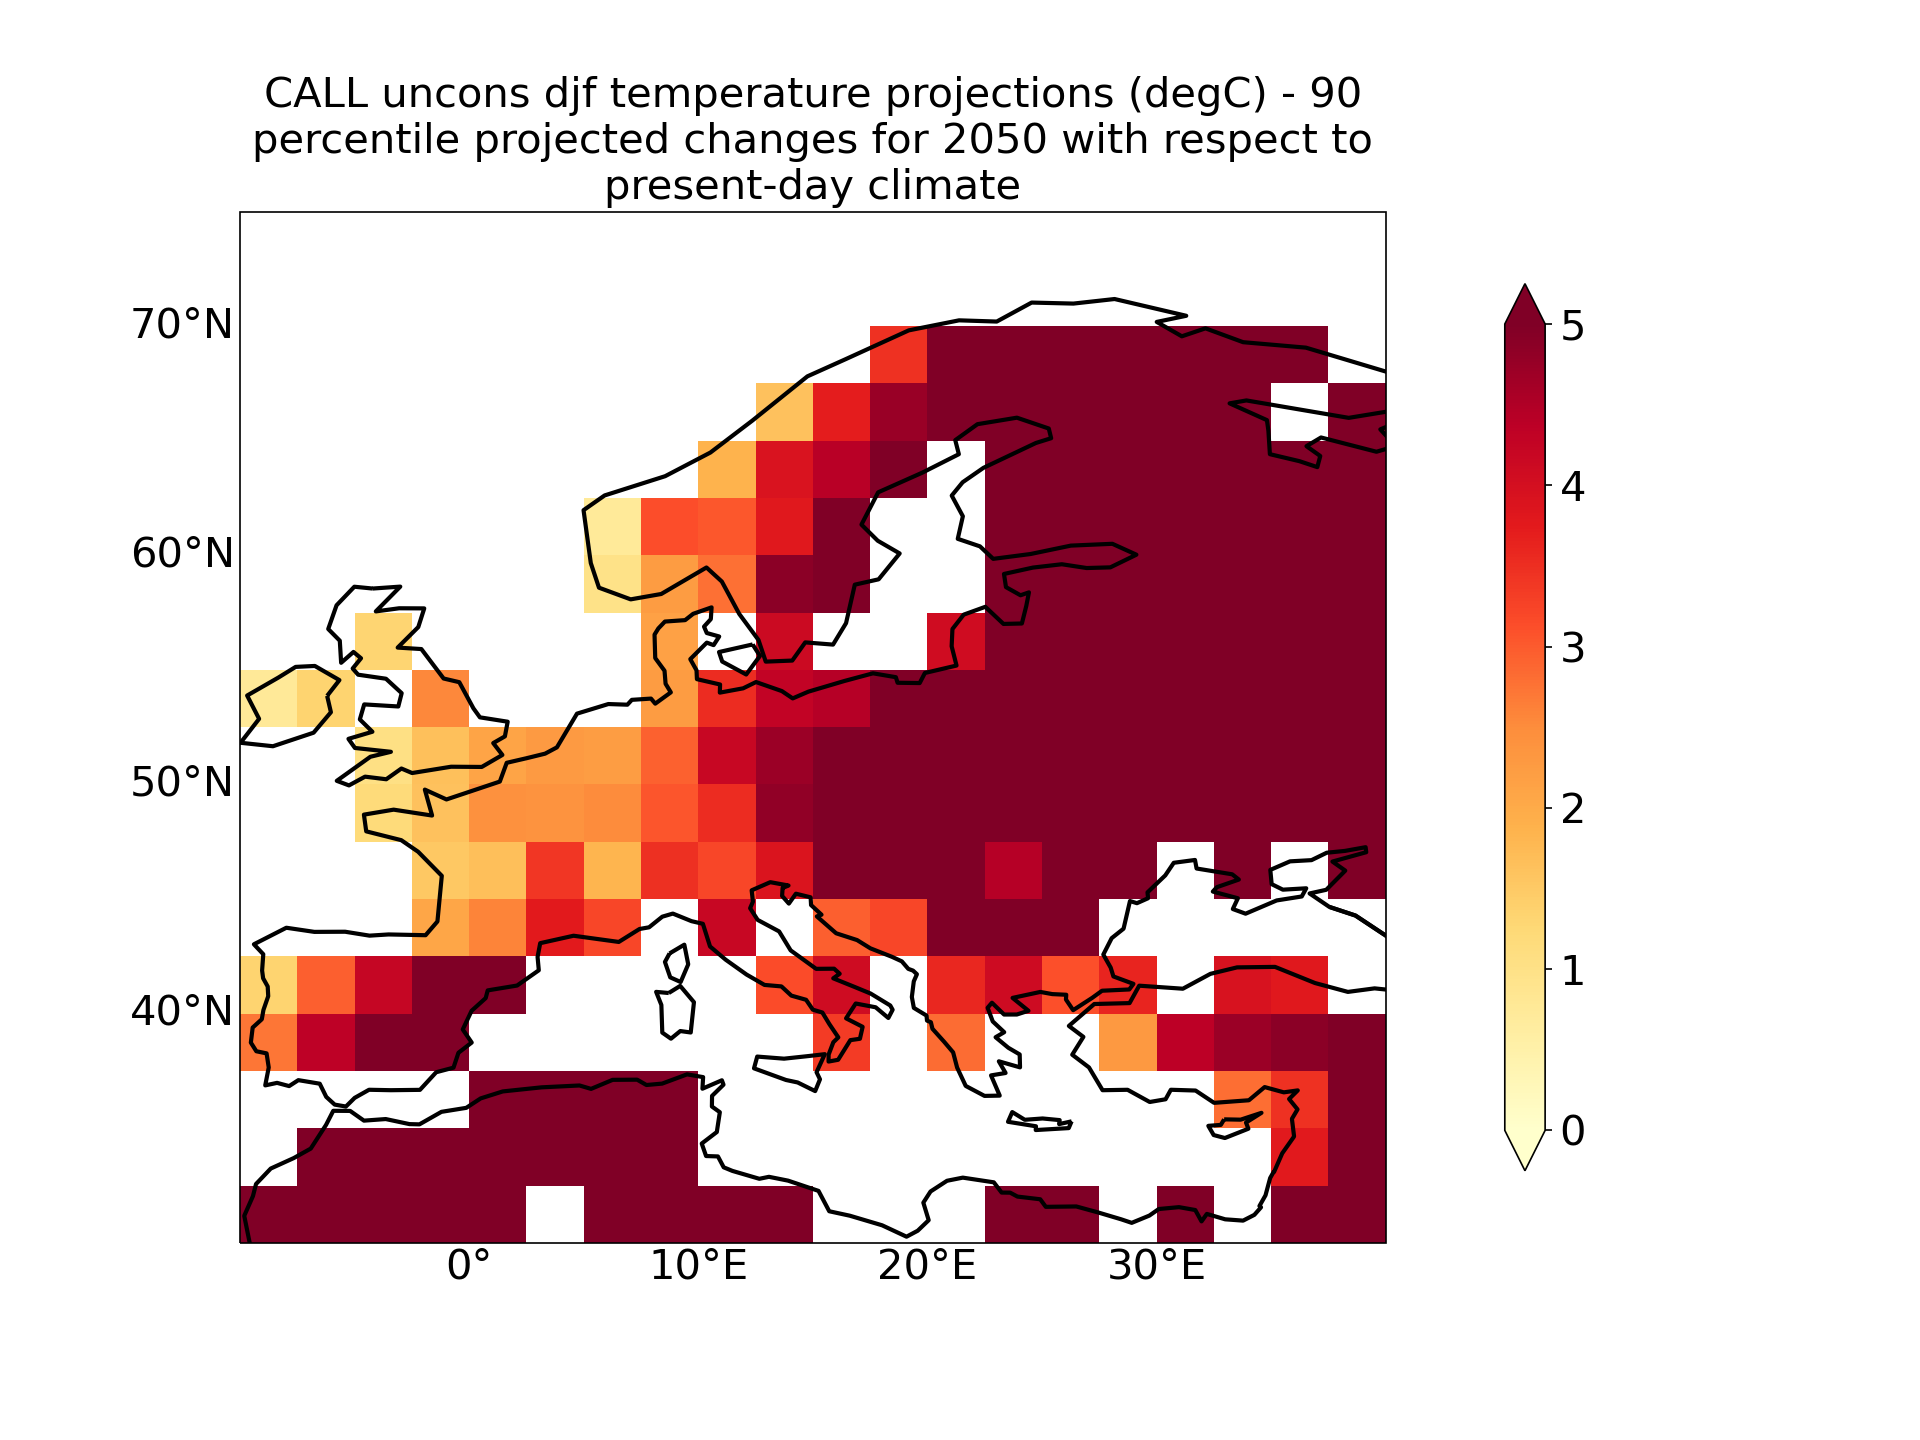 CALL uncons djf temperature projections (degC) - 90
percentile projected changes for 2050 with respect to
present-day climate
70°N
60°N
50°N
40°N
0°
10°E
20°E
30°E
5
4
3
2
1
0